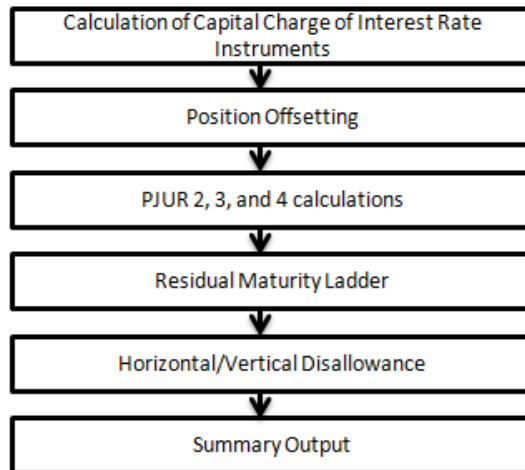 Calculation of Capital Charge of Interest Rate
Instruments
Position Offsetting
PJUR 2, 3, and 4 calculations
Residual Maturity Ladder
Horizontal/Vertical Disallowance
Summary Output